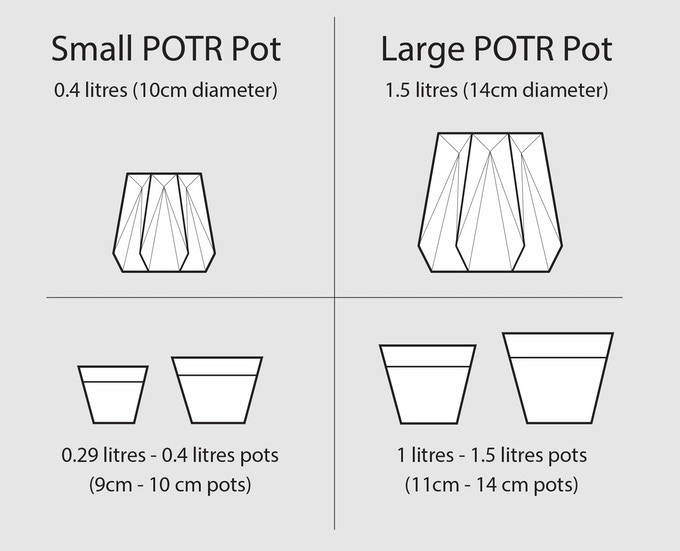 Small POTR Pot
0.4 litres (10cm diameter)
Large POTR Pot
1.5 litres (14cm diameter)
0.29 litres - 0.4 litres pots
(9cm - 10 cm pots)
1 litres - 1.5 litres pots
(11cm - 14 cm pots)